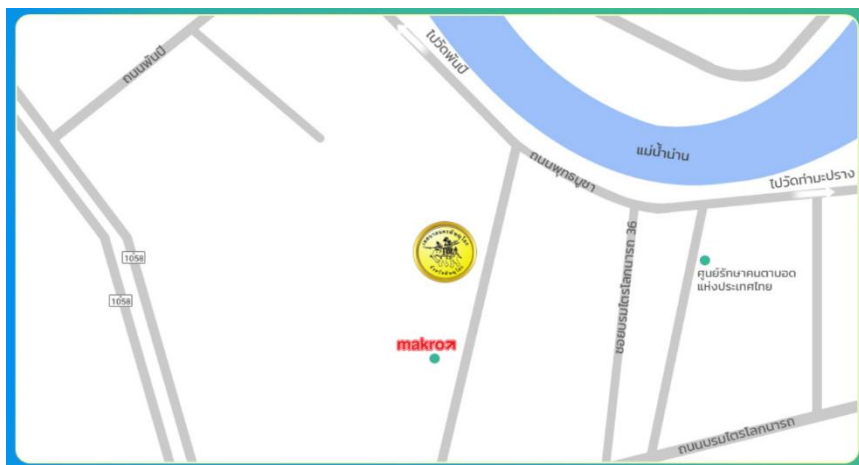 ถนนพันปี
ไปวัดพันปี
แม่น้ำน่าน
ถนนพุทธบูชา
ไปวัดท่ามะปราง
ซอยบรมไตรโลกนารถ 36
1058
ศูนย์รักษาคนตาบอด
แห่งประเทศไทย
1058
makro
ถนนบรมไตรโลกนารถ